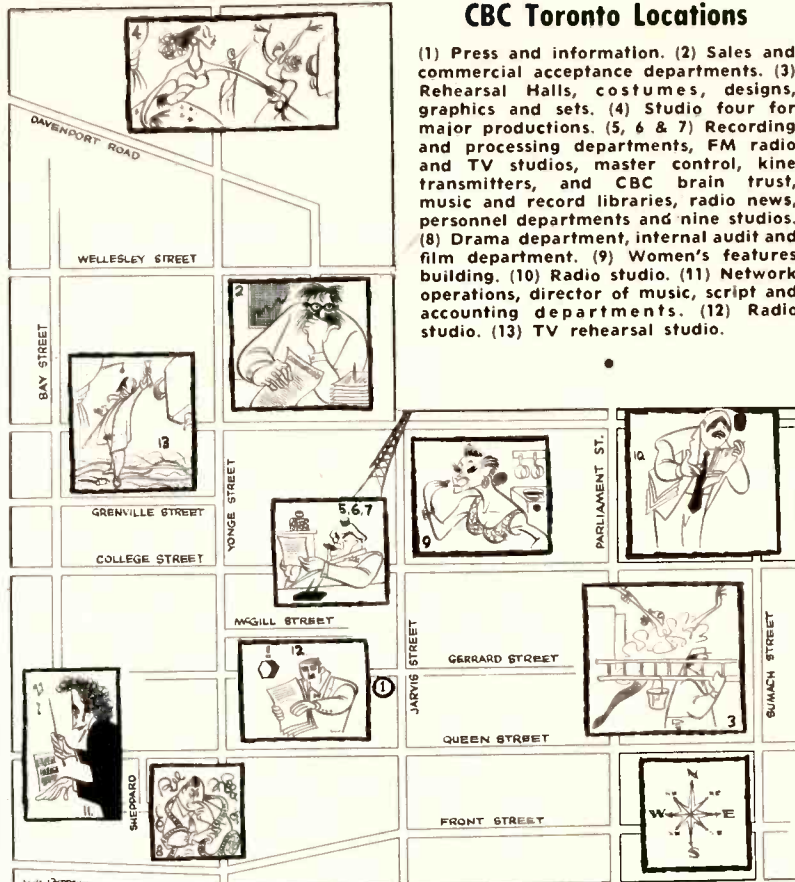 CBC Toronto Locations
(1) Press and information. (2) Sales and
commercial acceptance departments. (3)
Rehearsal Halls, costumes, designs,
graphics and sets. (4) Studio four for
major productions. (5, 6 & 7) Recording
and processing departments, FM radio
and TV studios, master control, kine
transmitters, and CBC brain trust,
music and record libraries, radio news,
personnel departments and nine studios.
(8) Drama department, internal audit and
film department. (9) Women's features
building. (10) Radio studio. (11) Network
operations, director of music, script and
accounting departments. (12) Radio
studio. (13) TV rehearsal studio.
4
DAVENPORT ROAD
WELLESLEY STREET
2
BAY STREET
13
YONGE STREET
GRENVILLE STREET
COLLEGE STREET
5,6,7
9
PARLIAMENT ST.
10
McGILL STREET
12
!
1
JARVIS STREET
GERRARD STREET
3
SUMACH STREET
QUEEN STREET
11
SHEPPARD
8
FRONT STREET
N
W E
S